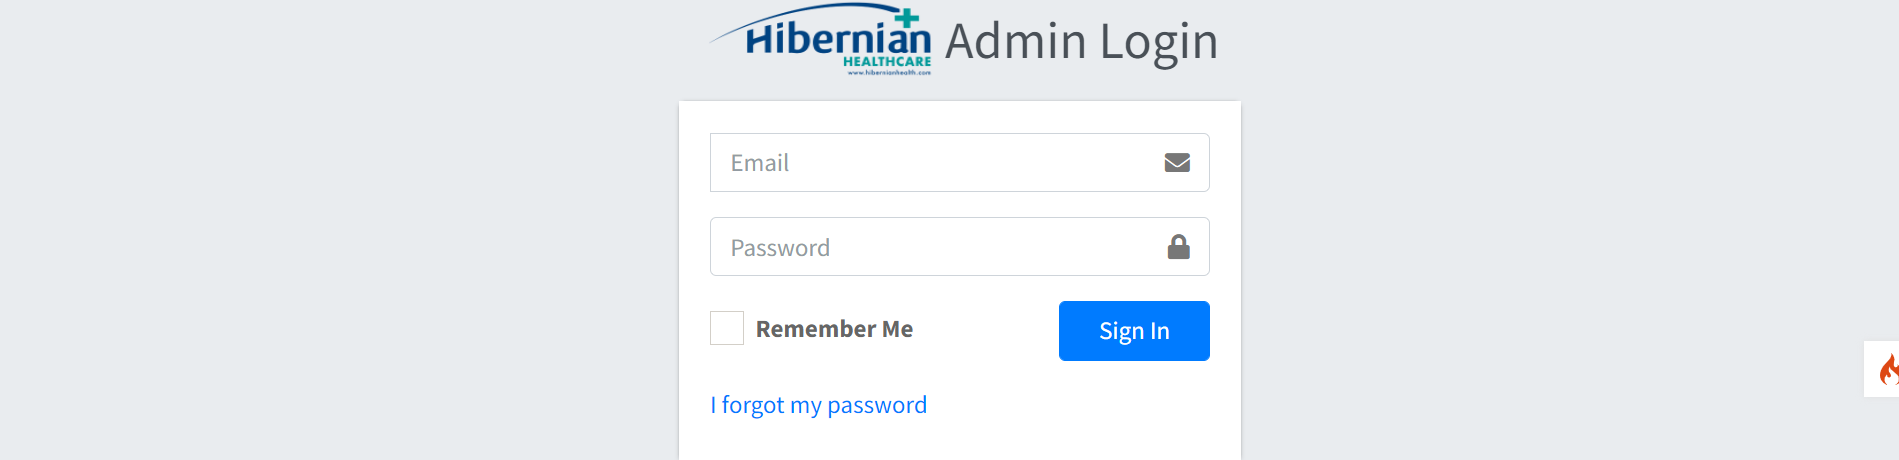 Hibernian
HEALTHCARE
www.hibernianhealth.com
Admin Login
Email
Password
Remember Me
Sign In
I forgot my password